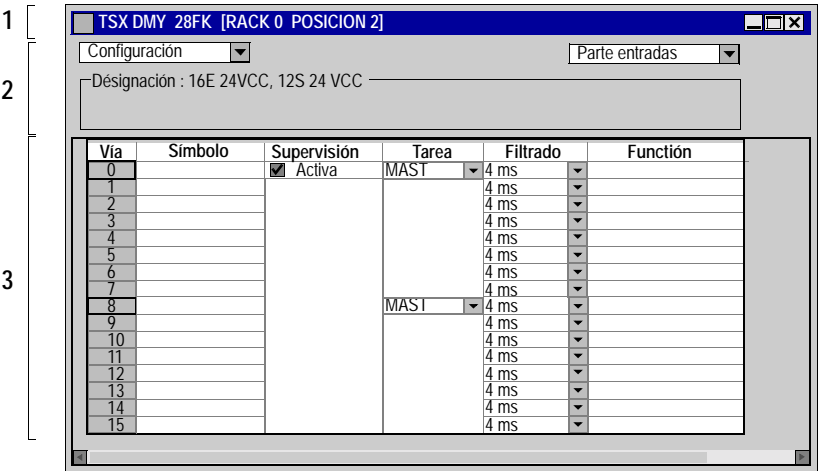 1
TSX DMY 28FK [RACK 0 POSICION 2]
Configuración
Parte entradas
2
Désignación : 16E 24VCC, 12S 24 VCC
Vía Símbolo Supervisión Tarea Filtrado Functión
0 Activa MAST 4 ms
1 4 ms
2 4 ms
3 4 ms
4 4 ms
5 4 ms
3
6 4 ms
7 4 ms
8 MAST 4 ms
9 4 ms
10 4 ms
11 4 ms
12 4 ms
13 4 ms
14 4 ms
15 4 ms